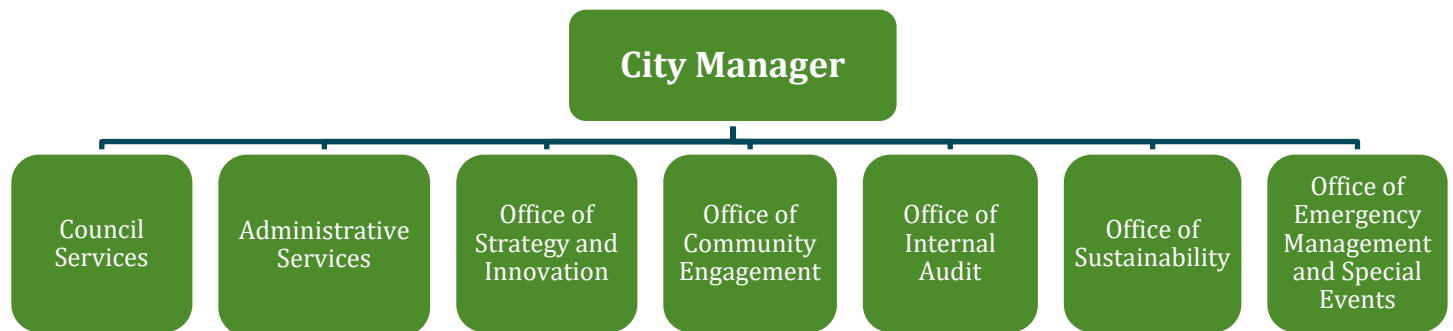 City Manager
Council
Services
Administrative
Services
Office of
Strategy and
Innovation
Office of
Community
Engagement
Office of
Internal
Audit
Office of
Sustainability
Office of
Emergency
Management
and Special
Events